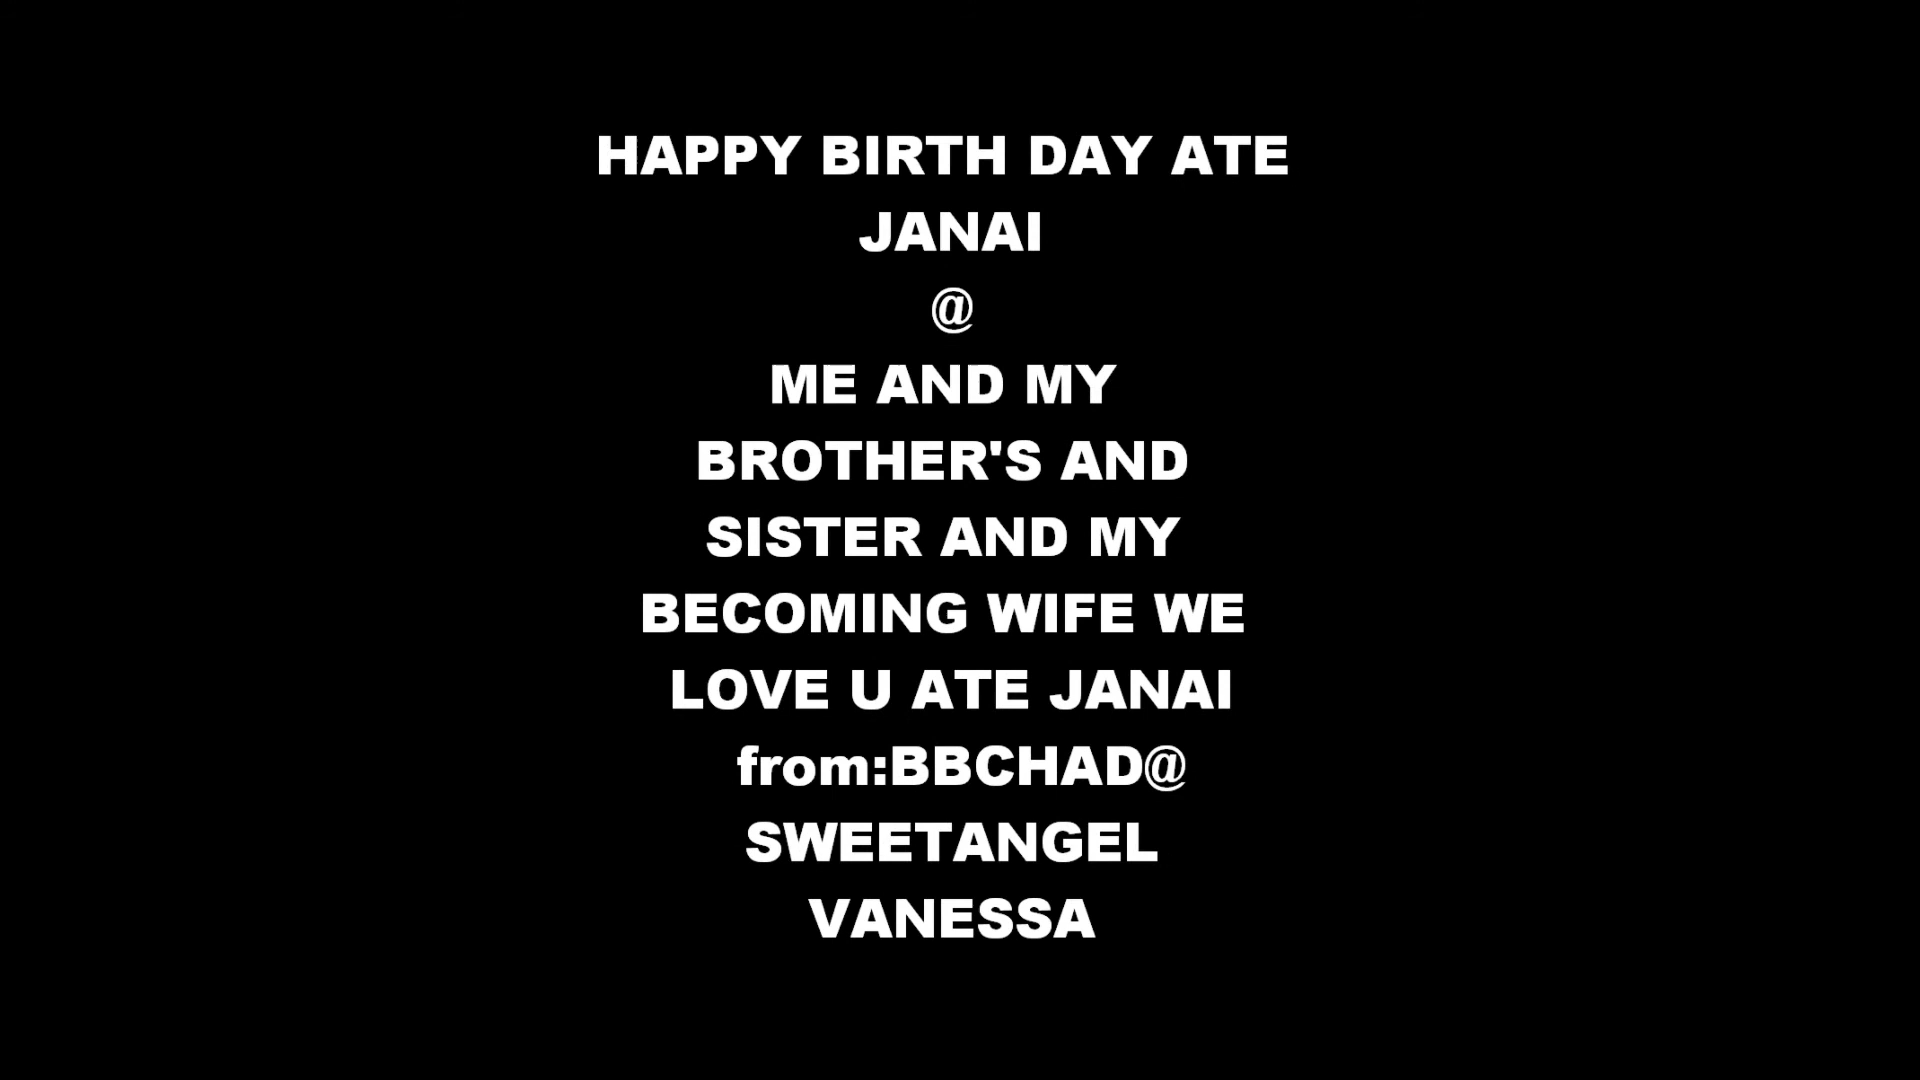 HAPPY BIRTH DAY ATE
JANAI
@
ME AND MY
BROTHER'S AND
SISTER AND MY
BECOMING WIFE WE
LOVE U ATE JANAI
from:BBCHAD@
SWEETANGEL
VANESSA